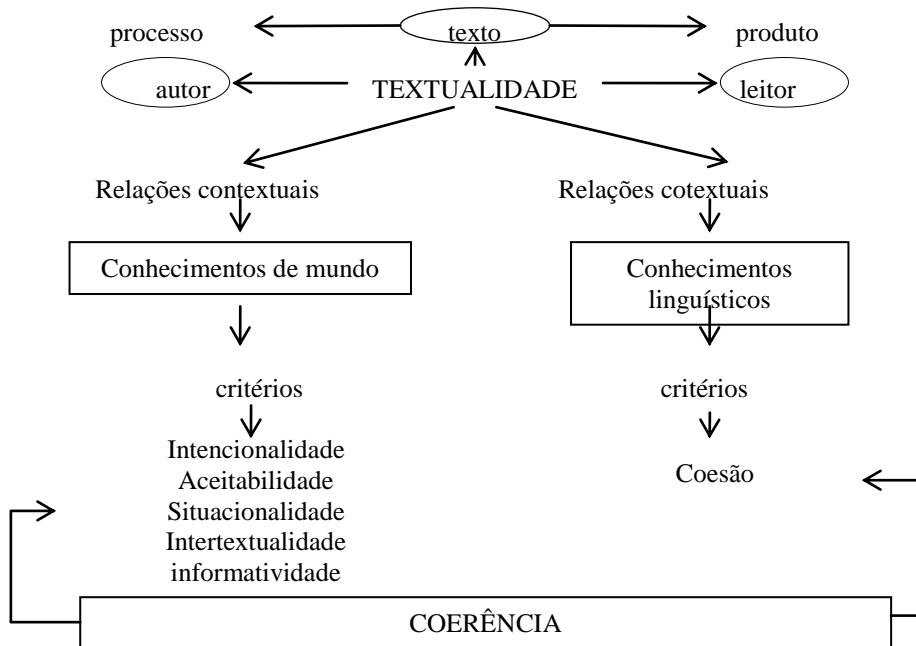 processo texto produto
autor TEXTUALIDADE leitor
Relações contextuais Relações cotextuais
Conhecimentos de mundo Conhecimentos
linguísticos
critérios critérios
Intencionalidade
Aceitabilidade Coesão
Situacionalidade
Intertextualidade
informatividade
COERÊNCIA